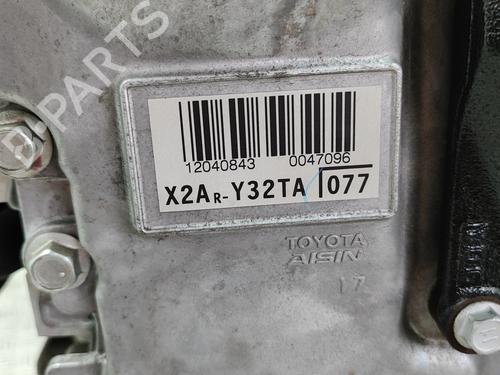 B-PARTS
12040843 0047096
X2AR-Y32TA 077
TOYOTA
AISIN
17